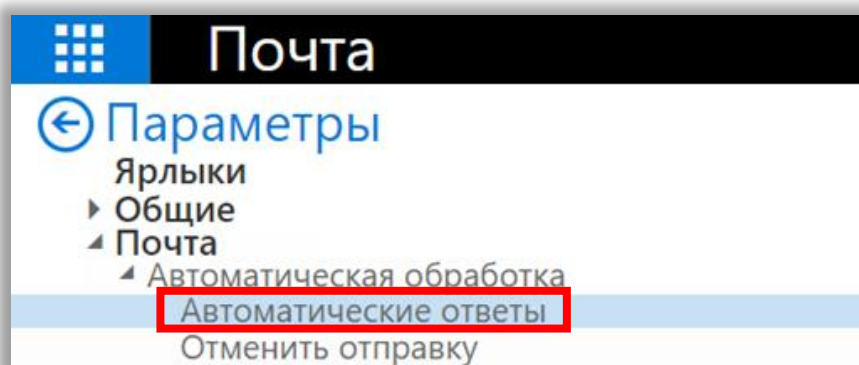 Почта
Параметры
Ярлыки
Общие
Почта
Автоматическая обработка
Автоматические ответы
Отменить отправку